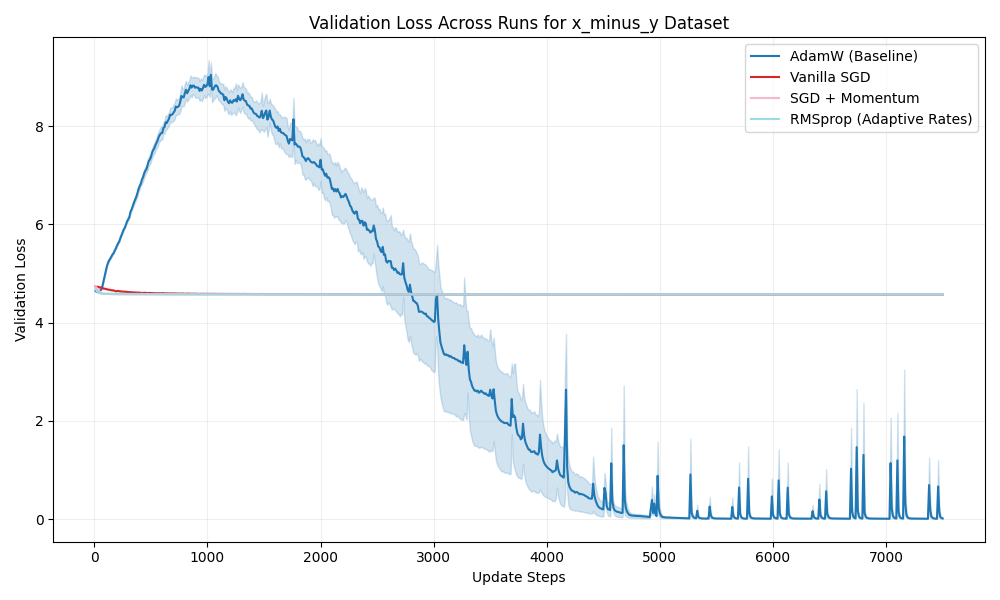 Validation Loss Across Runs for x_minus_y Dataset
AdamW (Baseline)
Vanilla SGD
SGD + Momentum
RMSprop (Adaptive Rates)
Validation Loss
8
6
4
2
0
0 1000 2000 3000 4000 5000 6000 7000
Update Steps